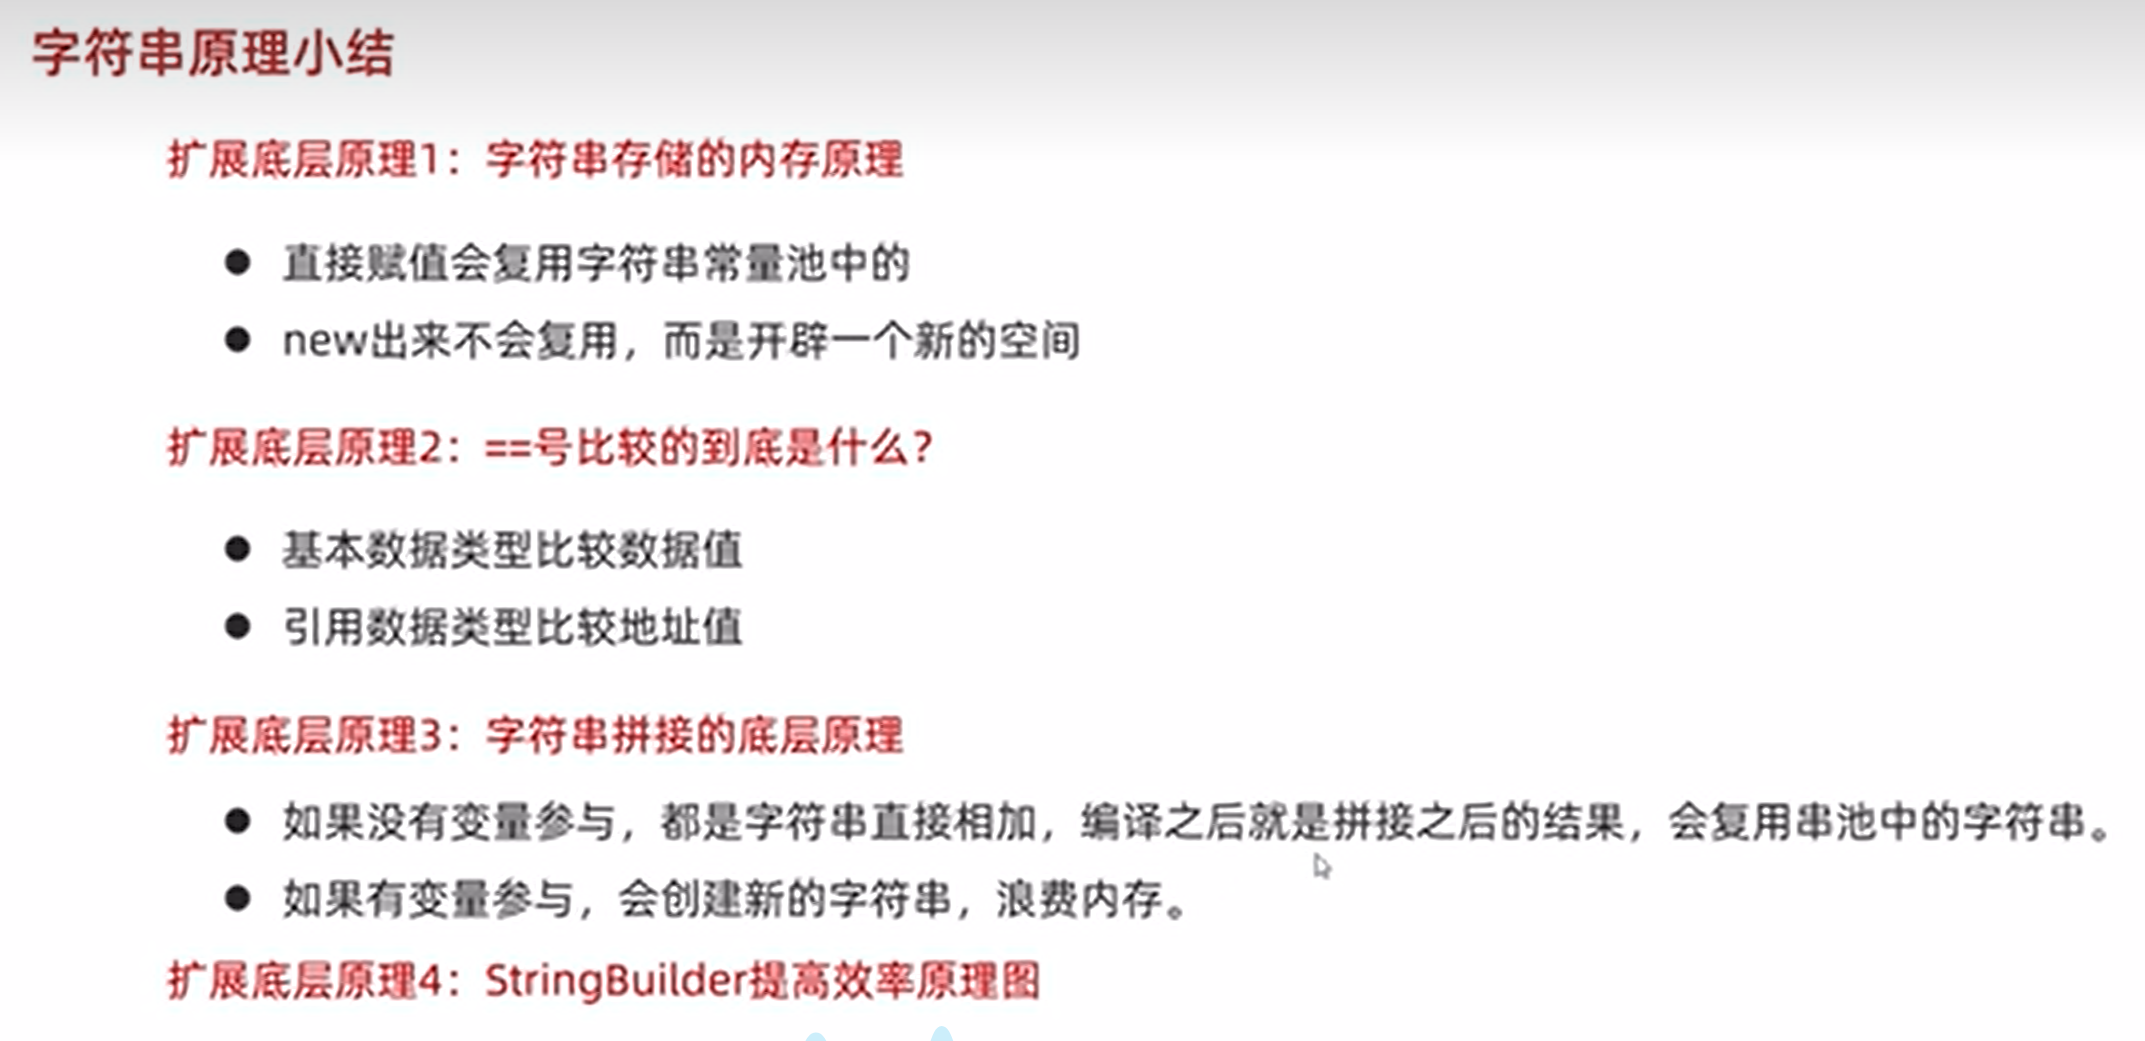 字符串原理小结
扩展底层原理1：字符串存储的内存原理
● 直接赋值会复用字符串常量池中的
● new出来不会复用，而是开辟一个新的空间
扩展底层原理2：==号比较的到底是什么？
● 基本数据类型比较数据值
● 引用数据类型比较地址值
扩展底层原理3：字符串拼接的底层原理
● 如果没有变量参与，都是字符串直接相加，编译之后就是拼接之后的结果，会复用串池中的字符串。
● 如果有变量参与，会创建新的字符串，浪费内存。
扩展底层原理4：StringBuilder提高效率原理图